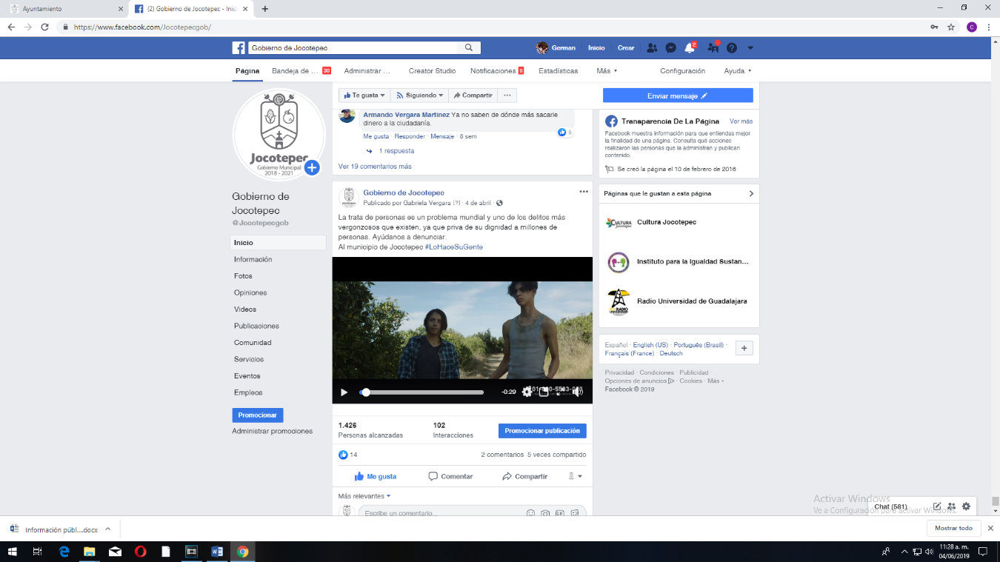 Ayuntamiento
(2) Gobierno de Jocotepec - Inic
https://www.facebook.com/Jocotepecgob/
Gobierno de Jocotepec
German Inicio Crear 2
Página Bandeja de ... 30 Administrar ... Creator Studio Notificaciones 8 Estadísticas Más Configuración Ayuda
Jocotepec
Gobierno Municipal
2018 - 2021
Gobierno de
Jocotepec
@Jocotepecgob
Inicio
Información
Fotos
Opiniones
Videos
Publicaciones
Comunidad
Servicios
Eventos
Empleos
Promocionar
Administrar promociones
Te gusta Siguiendo Compartir ...
Enviar mensaje
Armando Vergara Martínez Ya no saben de dónde más sacarle
dinero a la ciudadanía.
5
Me gusta · Responder · Mensaje · 8 sem
1 respuesta
Ver 19 comentarios más
Gobierno de Jocotepec
Publicado por Gabriela Vergara [?] · 4 de abril ·
La trata de personas es un problema mundial y uno de los delitos más
vergonzosos que existen, ya que priva de su dignidad a millones de
personas. Ayúdanos a denunciar.
Al municipio de Jocotepec #LoHaceSuGente
-0:29
1.426
Personas alcanzadas
102
Interacciones
Promocionar publicación
14
2 comentarios 5 veces compartido
Me gusta Comentar Compartir
Más relevantes
Escribe un comentario...
Transparencia De La Página Ver más
Facebook muestra información para que entiendas mejor
la finalidad de una página. Consulta qué acciones
realizaron las personas que la administran y publican
contenido.
Se creó la página el 10 de febrero de 2016
Páginas que le gustan a esta página
CULTURA
Jocotepec
Cultura Jocotepec
Instituto para la Igualdad Sustan...
RADIO
Radio Universidad de Guadalajara
Español · English (US) · Português (Brasil) ·
Français (France) · Deutsch
Privacidad · Condiciones · Publicidad ·
Opciones de anuncios · Cookies · Más
Facebook © 2019
Activar Windows
Ve a Configuración para activar Windows.
Chat (581)
Información públ....docx
Mostrar todo
11:28 a. m.
04/06/2019